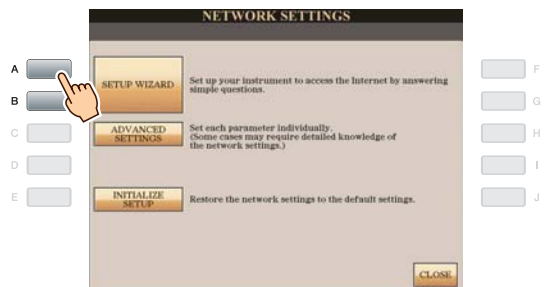 NETWORK SETTINGS
A
B
C
D
E
SETUP WIZARD
Set up your instrument to access the Internet by answering
simple questions.
ADVANCED
SETTINGS
Set each parameter individually.
(Some cases may require detailed knowledge of
the network settings.)
INITIALIZE
SETUP
Restore the network settings to the default settings.
CLOSE
F
G
H
I
J